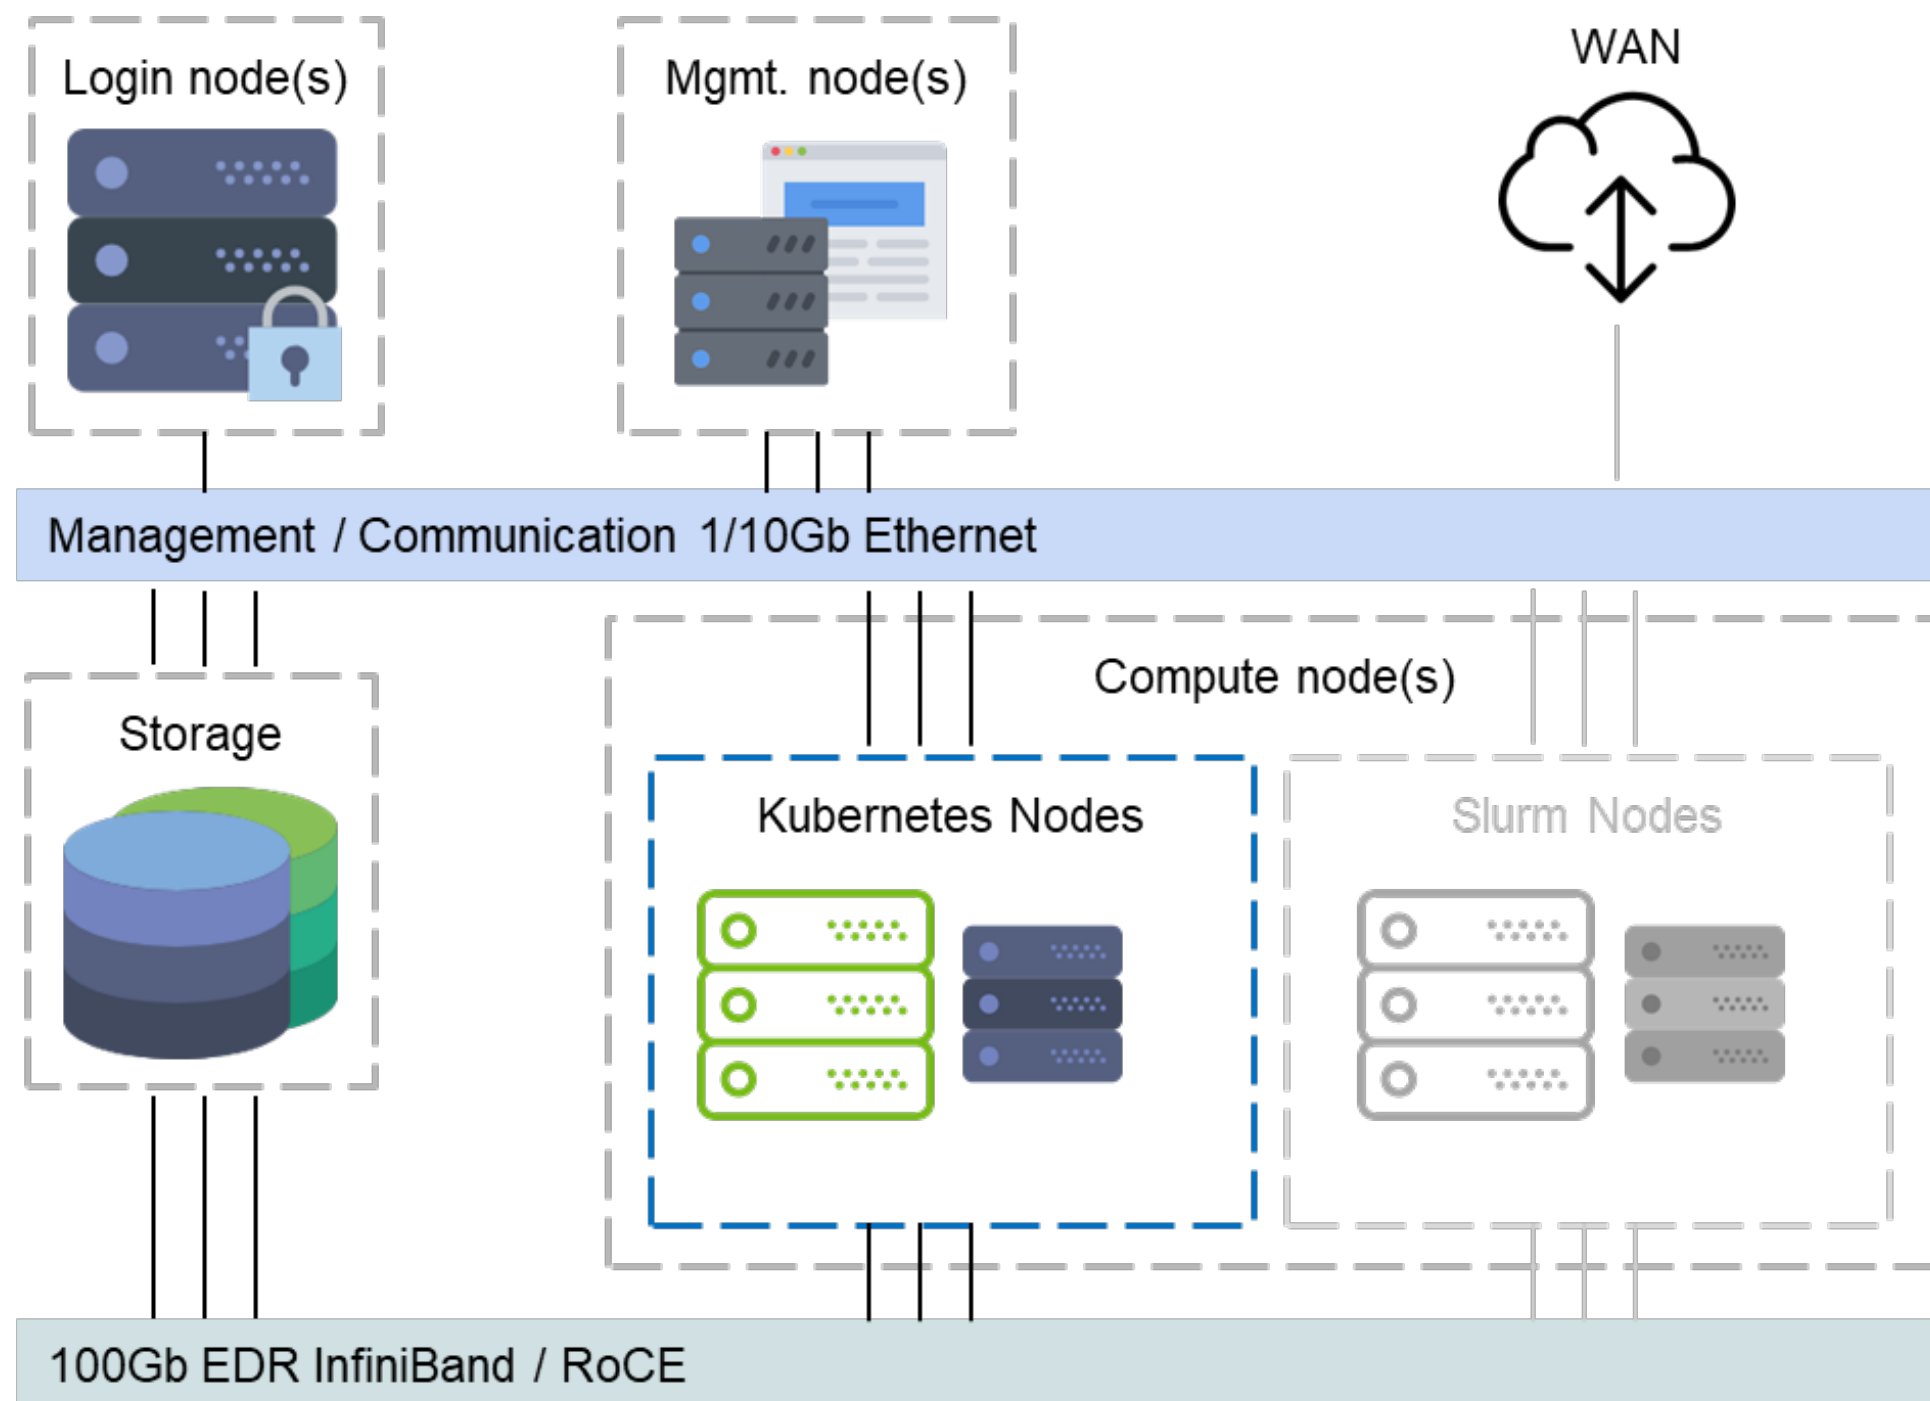 Login node(s)
Mgmt. node(s)
WAN
Management / Communication 1/10Gb Ethernet
Storage
Compute node(s)
Kubernetes Nodes
Slurm Nodes
100Gb EDR InfiniBand / RoCE